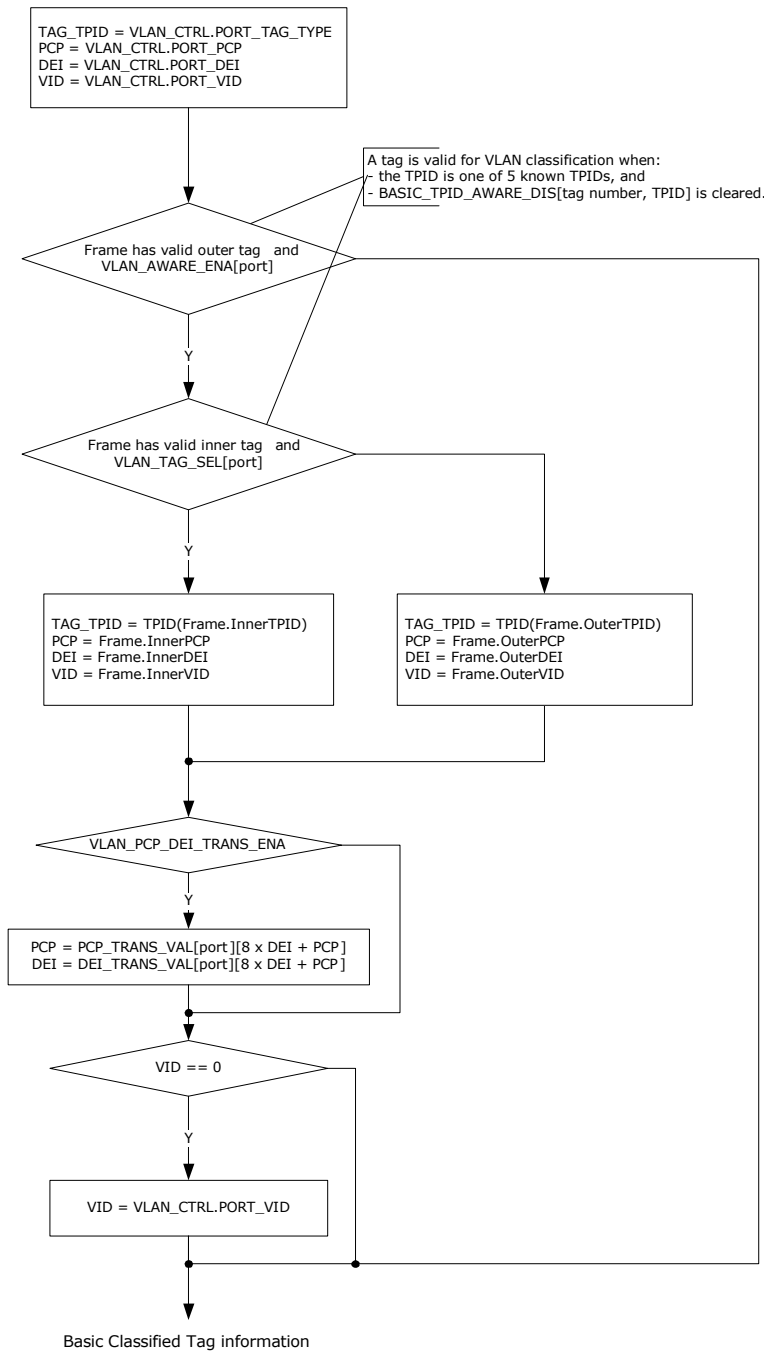 TAG_TPID = VLAN_CTRL.PORT_TAG_TYPE
PCP = VLAN_CTRL.PORT_PCP
DEI = VLAN_CTRL.PORT_DEI
VID = VLAN_CTRL.PORT_VID
A tag is valid for VLAN classification when:
- the TPID is one of 5 known TPIDs, and
- BASIC_TPID_AWARE_DIS[tag number, TPID] is cleared.
Frame has valid outer tag and
VLAN_AWARE_ENA[port]
Y
Frame has valid inner tag and
VLAN_TAG_SEL[port]
Y
TAG_TPID = TPID(Frame.InnerTPID)
PCP = Frame.InnerPCP
DEI = Frame.InnerDEI
VID = Frame.InnerVID
TAG_TPID = TPID(Frame.OuterTPID)
PCP = Frame.OuterPCP
DEI = Frame.OuterDEI
VID = Frame.OuterVID
VLAN_PCP_DEI_TRANS_ENA
Y
PCP = PCP_TRANS_VAL[port][8 x DEI + PCP]
DEI = DEI_TRANS_VAL[port][8 x DEI + PCP]
VID == 0
Y
VID = VLAN_CTRL.PORT_VID
Basic Classified Tag information